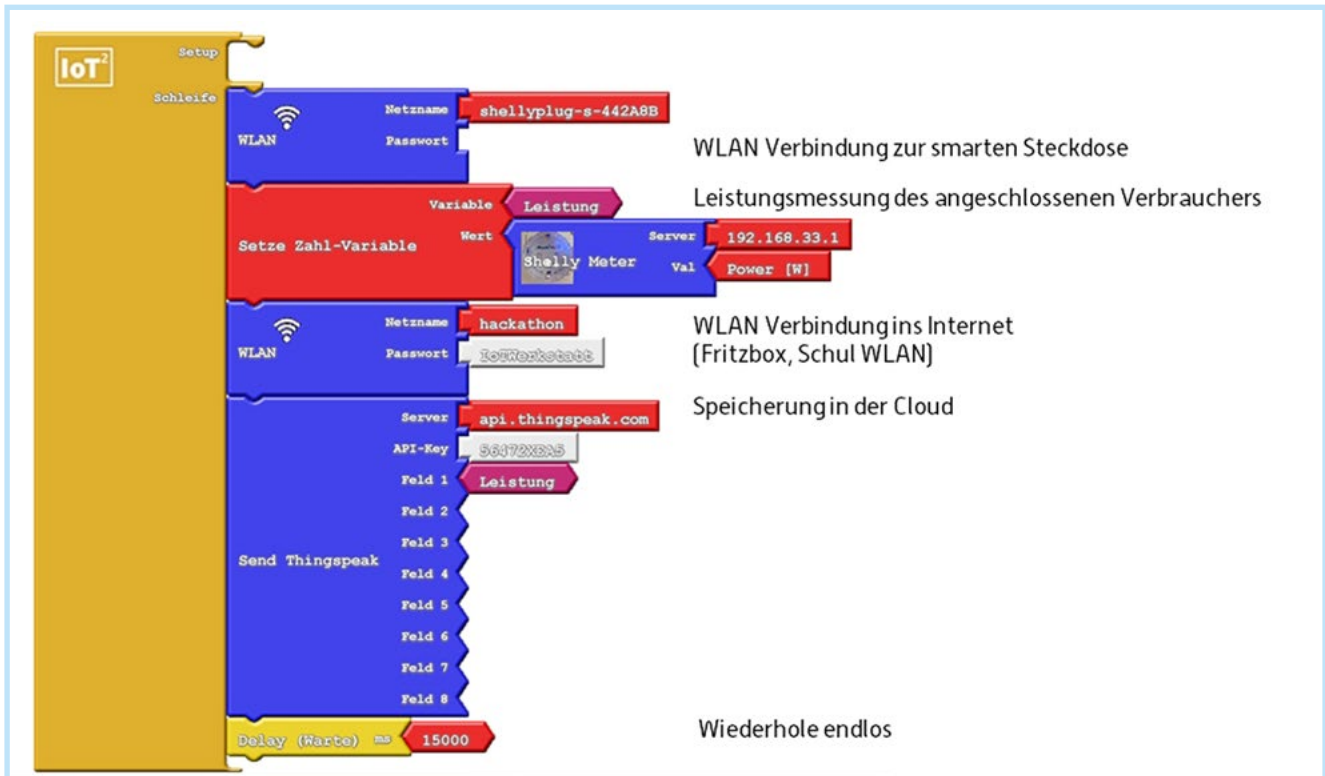 IoT²
Setup
Schleife
WLAN
Netzname
shellyplug-s-442A8B
Passwort
WLAN Verbindung zur smarten Steckdose
Setze Zahl-Variable
Variable
Leistung
Leistungsmessung des angeschlossenen Verbrauchers
Wert
Shelly Meter
Server
192.168.33.1
Val
Power [W]
WLAN
Netzname
hackathon
Passwort
IoTWerkstatt
WLAN Verbindung ins Internet
(Fritzbox, Schul WLAN)
Send Thingspeak
Server
api.thingspeak.com
Speicherung in der Cloud
API-Key
56472XEA5
Feld 1
Leistung
Feld 2
Feld 3
Feld 4
Feld 5
Feld 6
Feld 7
Feld 8
Delay (Warte) ms
15000
Wiederhole endlos